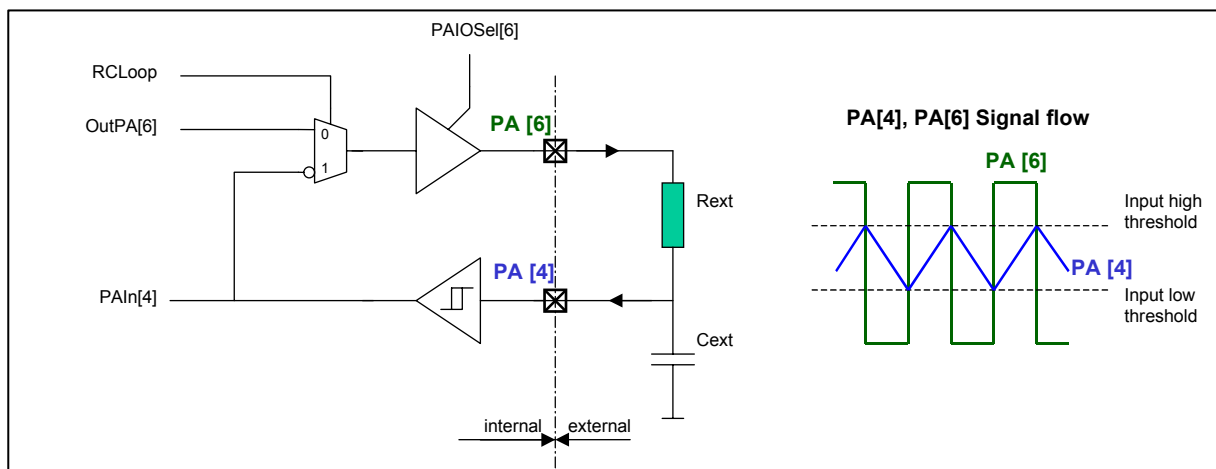 PAIOSel[6]
RCLoop
OutPA[6]
0
1
PA [6]
Rext
PAIn[4]
PA [4]
Cext
internal
external
PA[4], PA[6] Signal flow
PA [6]
Input high
threshold
PA [4]
Input low
threshold